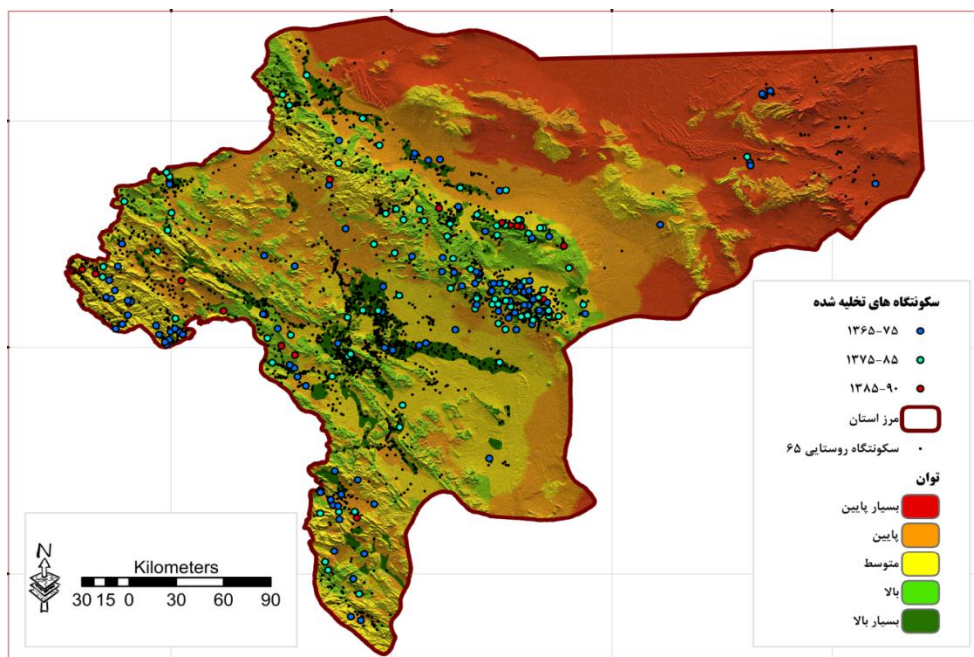 سکونتگاه های تخلیه شده
۱۳۶۵-۷۵
۱۳۷۵-۸۵
۱۳۸۵-۹۰
مرز استان
سکونتگاه روستایی ۶۵
توان
بسیار پایین
پایین
متوسط
بالا
بسیار بالا
N
Kilometers
30 15 0 30 60 90